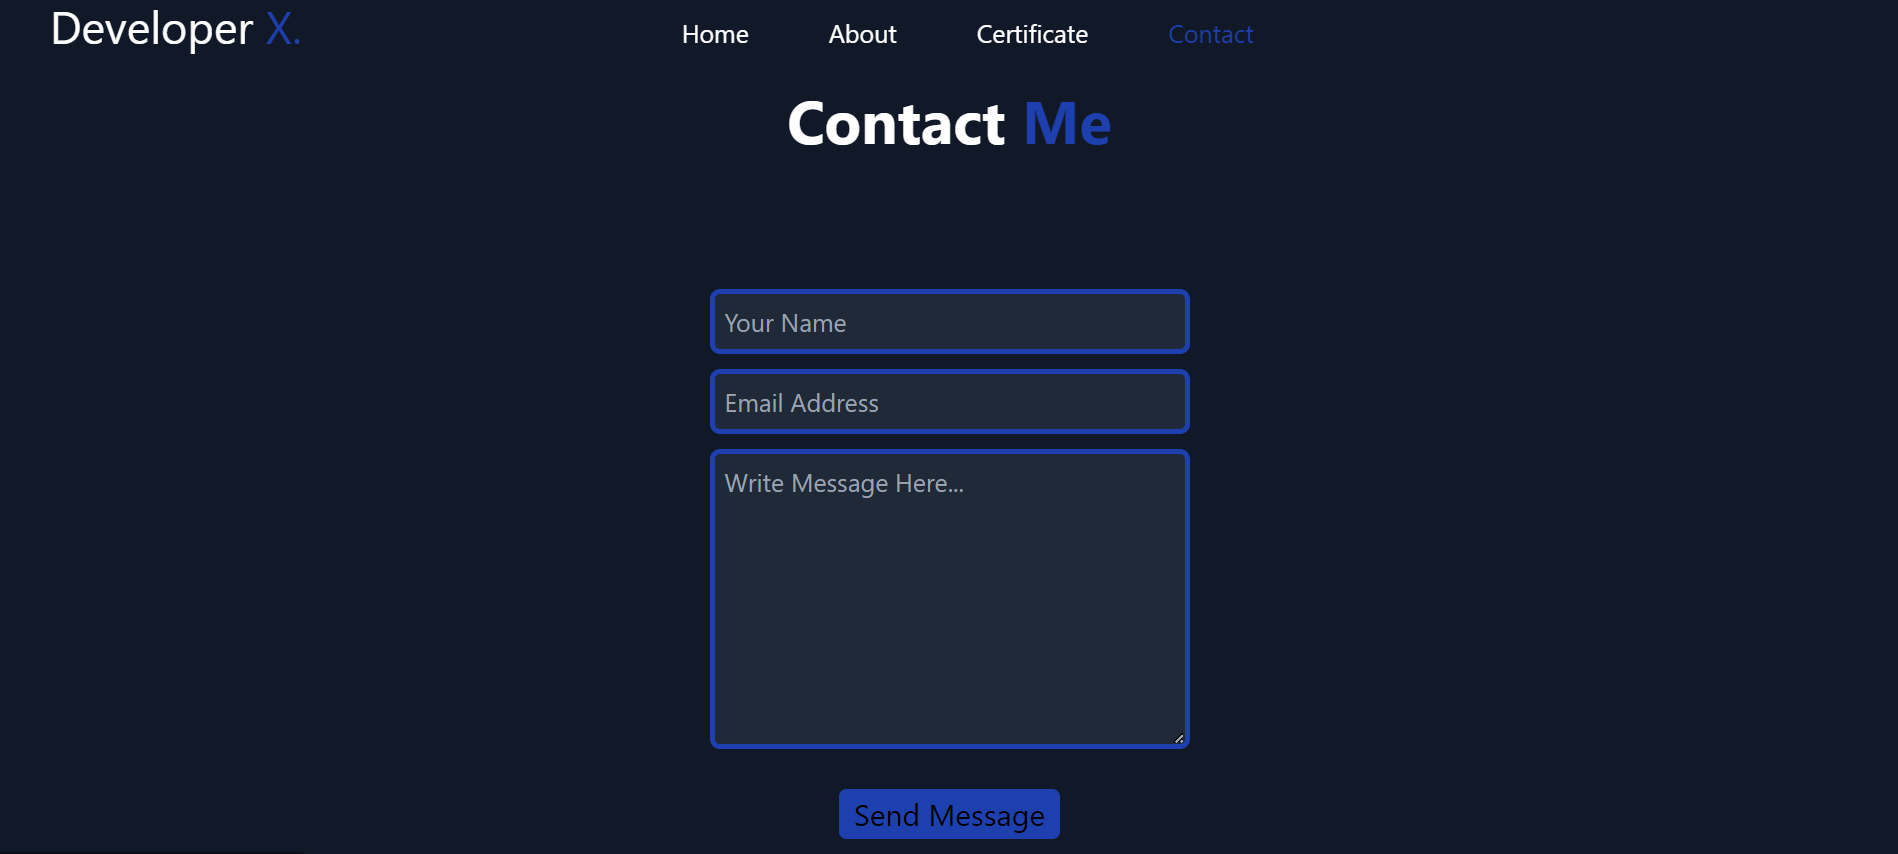 Developer X.
Home About Certificate Contact
Contact Me
Your Name
Email Address
Write Message Here...
Send Message